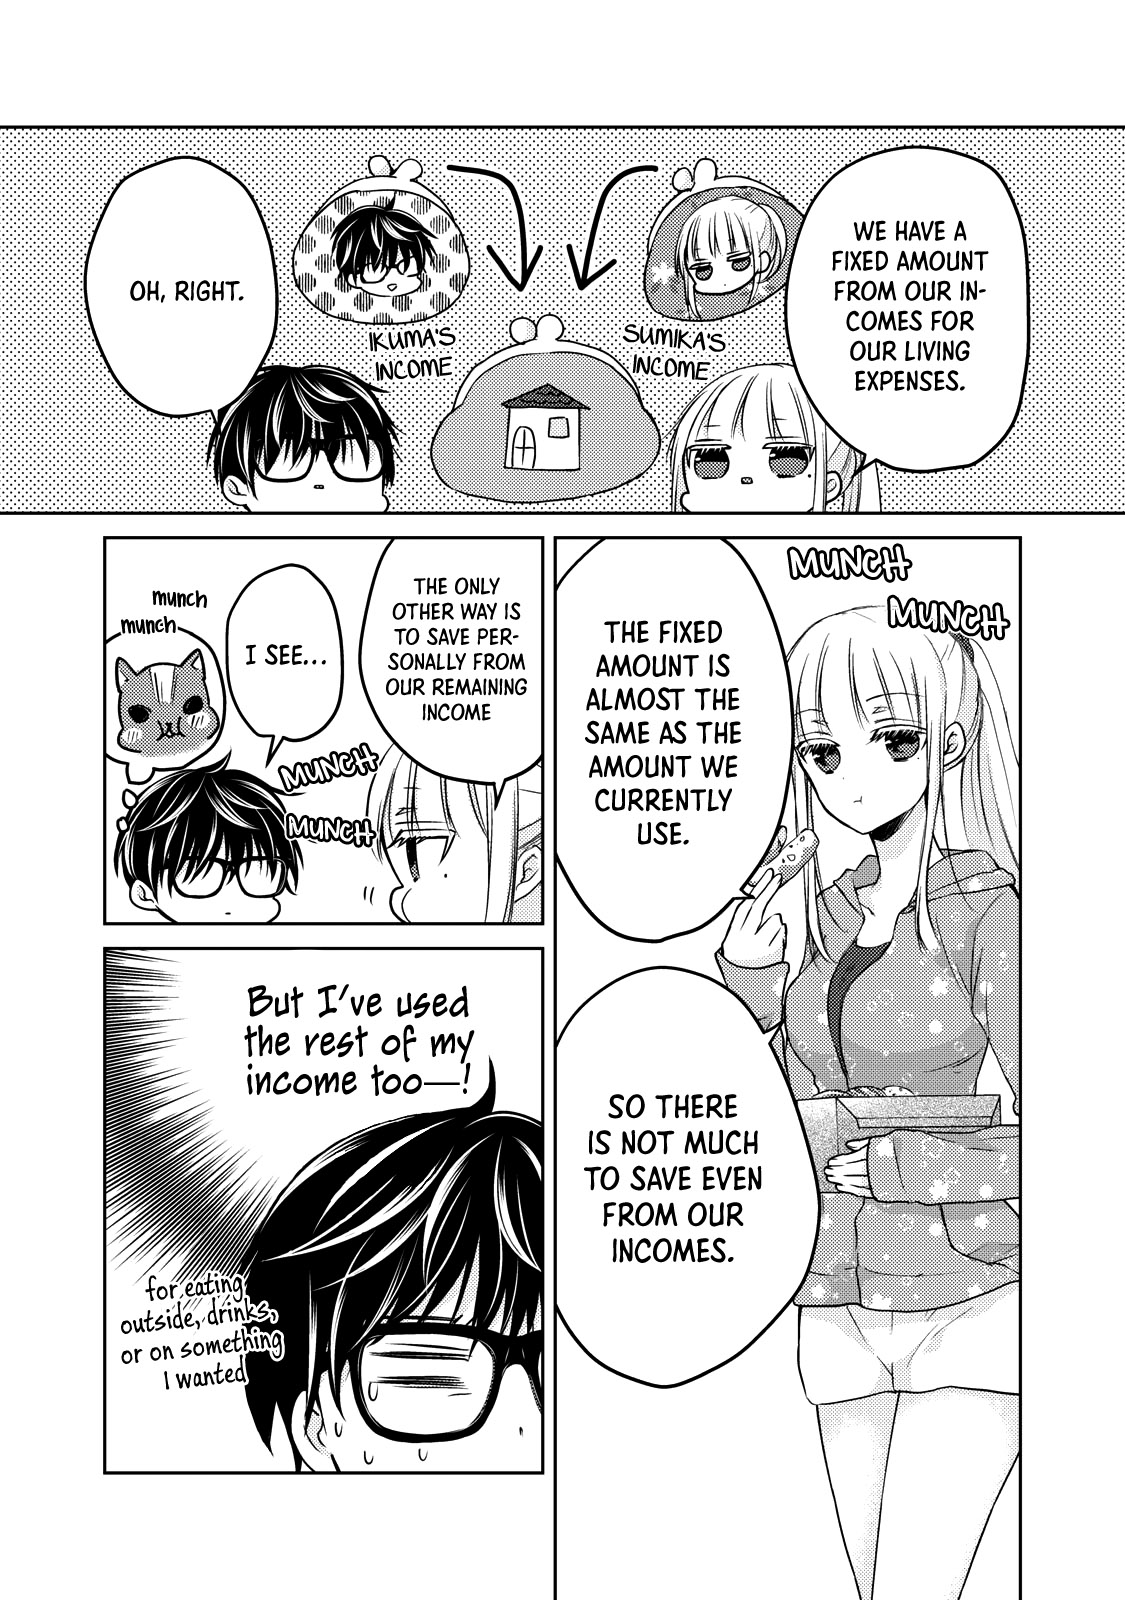 WE HAVE A
FIXED AMOUNT
FROM OUR IN-
COMES FOR
OUR LIVING
EXPENSES.
SUMIKA'S
INCOME
IKUMA'S
INCOME
OH, RIGHT.
MUNCH
MUNCH
THE FIXED
AMOUNT IS
ALMOST THE
SAME AS THE
AMOUNT WE
CURRENTLY
USE.
SO THERE
IS NOT MUCH
TO SAVE EVEN
FROM OUR
INCOMES.
THE ONLY
OTHER WAY IS
TO SAVE PER-
SONALLY FROM
OUR REMAINING
INCOME
MUNCH
MUNCH
I SEE...
munch
munch
But I've used
the rest of my
income too—!
for eating
outside, drinks,
or on something
I wanted